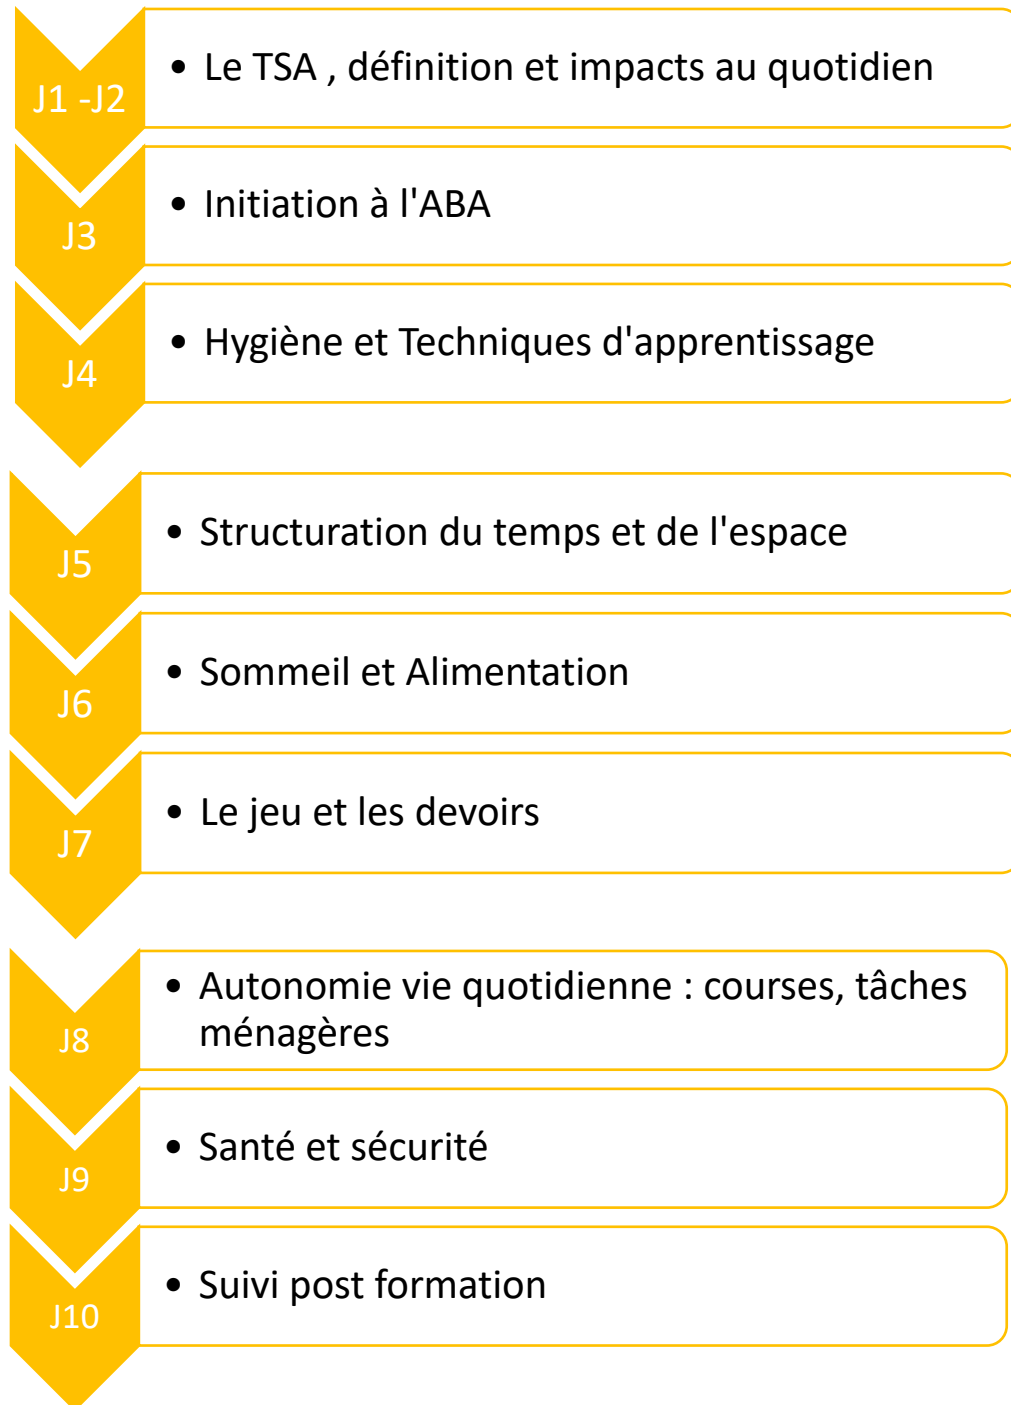 J1 -J2
• Le TSA , définition et impacts au quotidien
J3
• Initiation à l'ABA
J4
• Hygiène et Techniques d'apprentissage
J5
• Structuration du temps et de l'espace
J6
• Sommeil et Alimentation
J7
• Le jeu et les devoirs
J8
• Autonomie vie quotidienne : courses, tâches
ménagères
J9
• Santé et sécurité
J10
• Suivi post formation